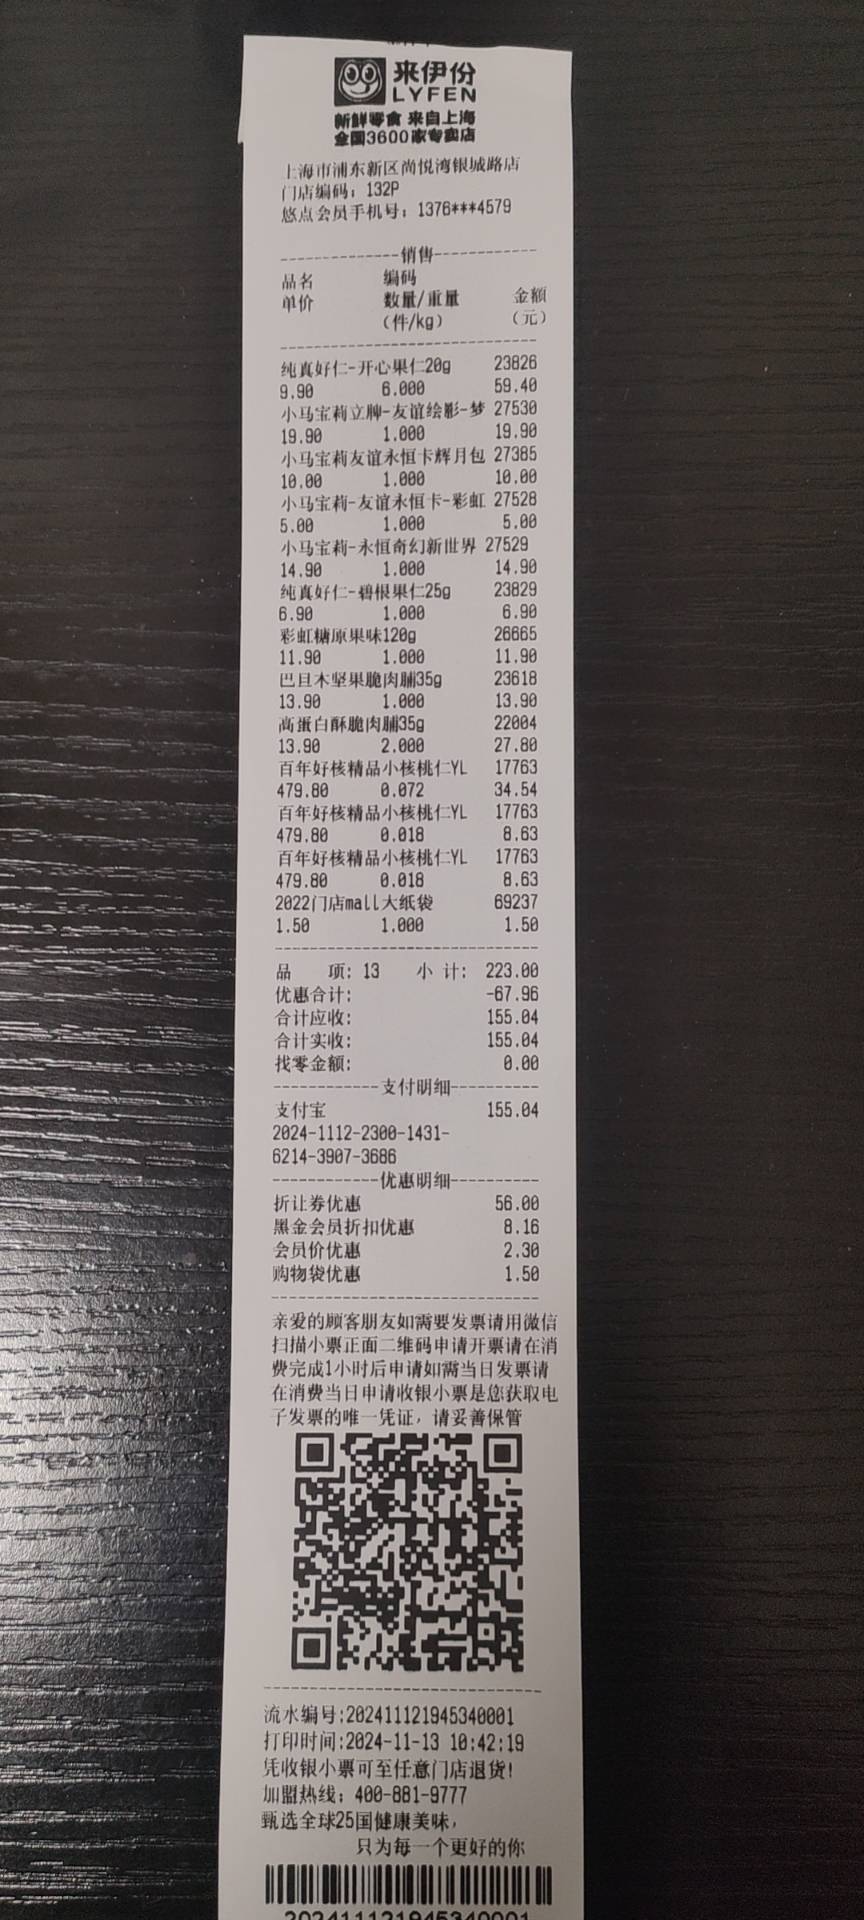 来伊份
LYFEN
新鲜零食 来自上海
全国3600家专卖店
上海市浦东新区尚悦湾银城路店
门店编码：132P
悠点会员手机号：1376***4579
--------------销售------------
品名 编码
单价 数量/重量 金额
（件/kg） （元）
纯真好仁-开心果仁20g 23826
9.90 6.000 59.40
小马宝莉立牌-友谊绘影-梦 27530
19.90 1.000 19.90
小马宝莉友谊永恒卡辉月包 27385
10.00 1.000 10.00
小马宝莉-友谊永恒卡-彩虹 27528
5.00 1.000 5.00
小马宝莉-永恒奇幻新世界 27529
14.90 1.000 14.90
纯真好仁-碧根果仁25g 23829
6.90 1.000 6.90
彩虹糖原果味120g 26665
11.90 1.000 11.90
巴旦木坚果脆肉脯35g 23618
13.90 1.000 13.90
高蛋白酥脆肉脯35g 22004
13.90 2.000 27.80
百年好核精品小核桃仁YL 17763
479.80 0.072 34.54
百年好核精品小核桃仁YL 17763
479.80 0.018 8.63
百年好核精品小核桃仁YL 17763
479.80 0.018 8.63
2022门店mall大纸袋 69237
1.50 1.000 1.50
品 项: 13 小 计: 223.00
优惠合计: -67.96
合计应收: 155.04
合计实收: 155.04
找零金额: 0.00
------------支付明细----------
支付宝 155.04
2024-1112-2300-1431-
6214-3907-3686
------------优惠明细----------
折让券优惠 56.00
黑金会员折扣优惠 8.16
会员价优惠 2.30
购物袋优惠 1.50
亲爱的顾客朋友如需要发票请用微信
扫描小票正面二维码申请开票请在消
费完成1小时后申请如需当日发票请
在消费当日申请收银小票是您获取电
子发票的唯一凭证，请妥善保管
流水编号:202411121945340001
打印时间:2024-11-13 10:42:19
凭收银小票可至任意门店退货!
加盟热线：400-881-9777
甄选全球25国健康美味，
只为每一个更好的你
202411121945340001